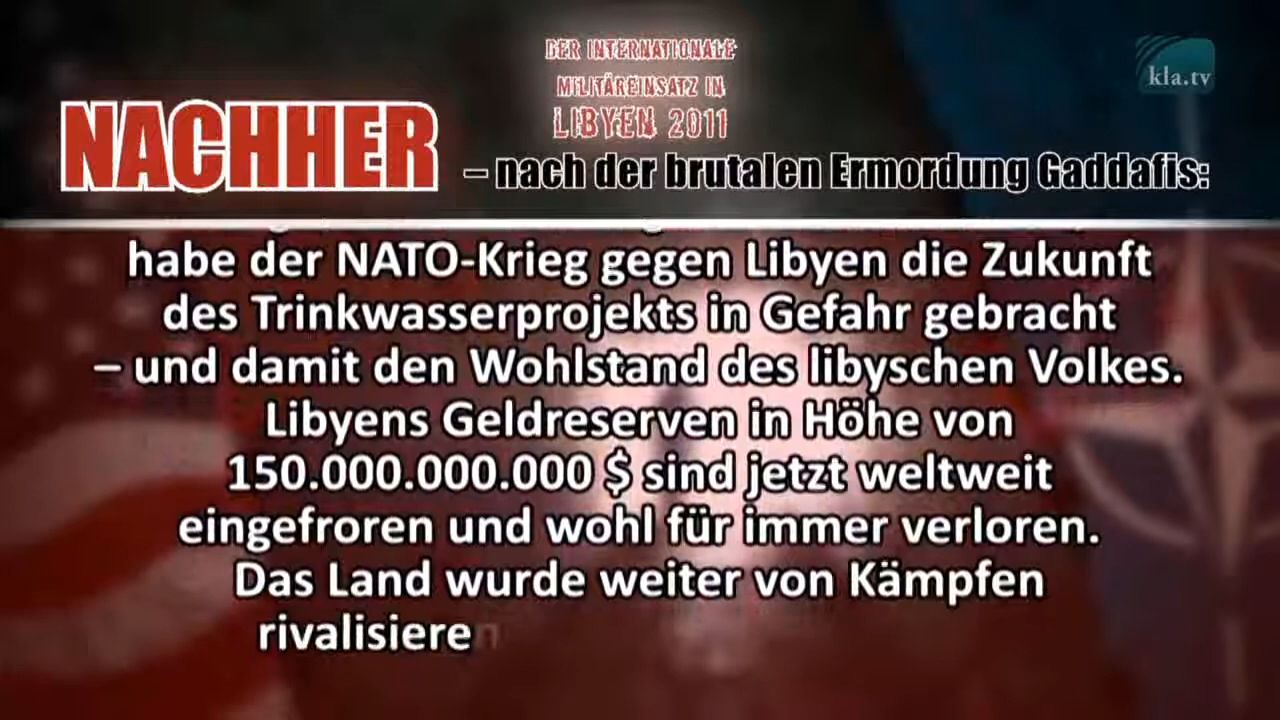 DER INTERNATIONALE
MILITÄREINSATZ IN
LIBYEN 2011
kla.tv
NACHHER
– nach der brutalen Ermordung Gaddafis:
habe der NATO-Krieg gegen Libyen die Zukunft
des Trinkwasserprojekts in Gefahr gebracht
– und damit den Wohlstand des libyschen Volkes.
Libyens Geldreserven in Höhe von
150.000.000.000 $ sind jetzt weltweit
eingefroren und wohl für immer verloren.
Das Land wurde weiter von Kämpfen
rivalisieren